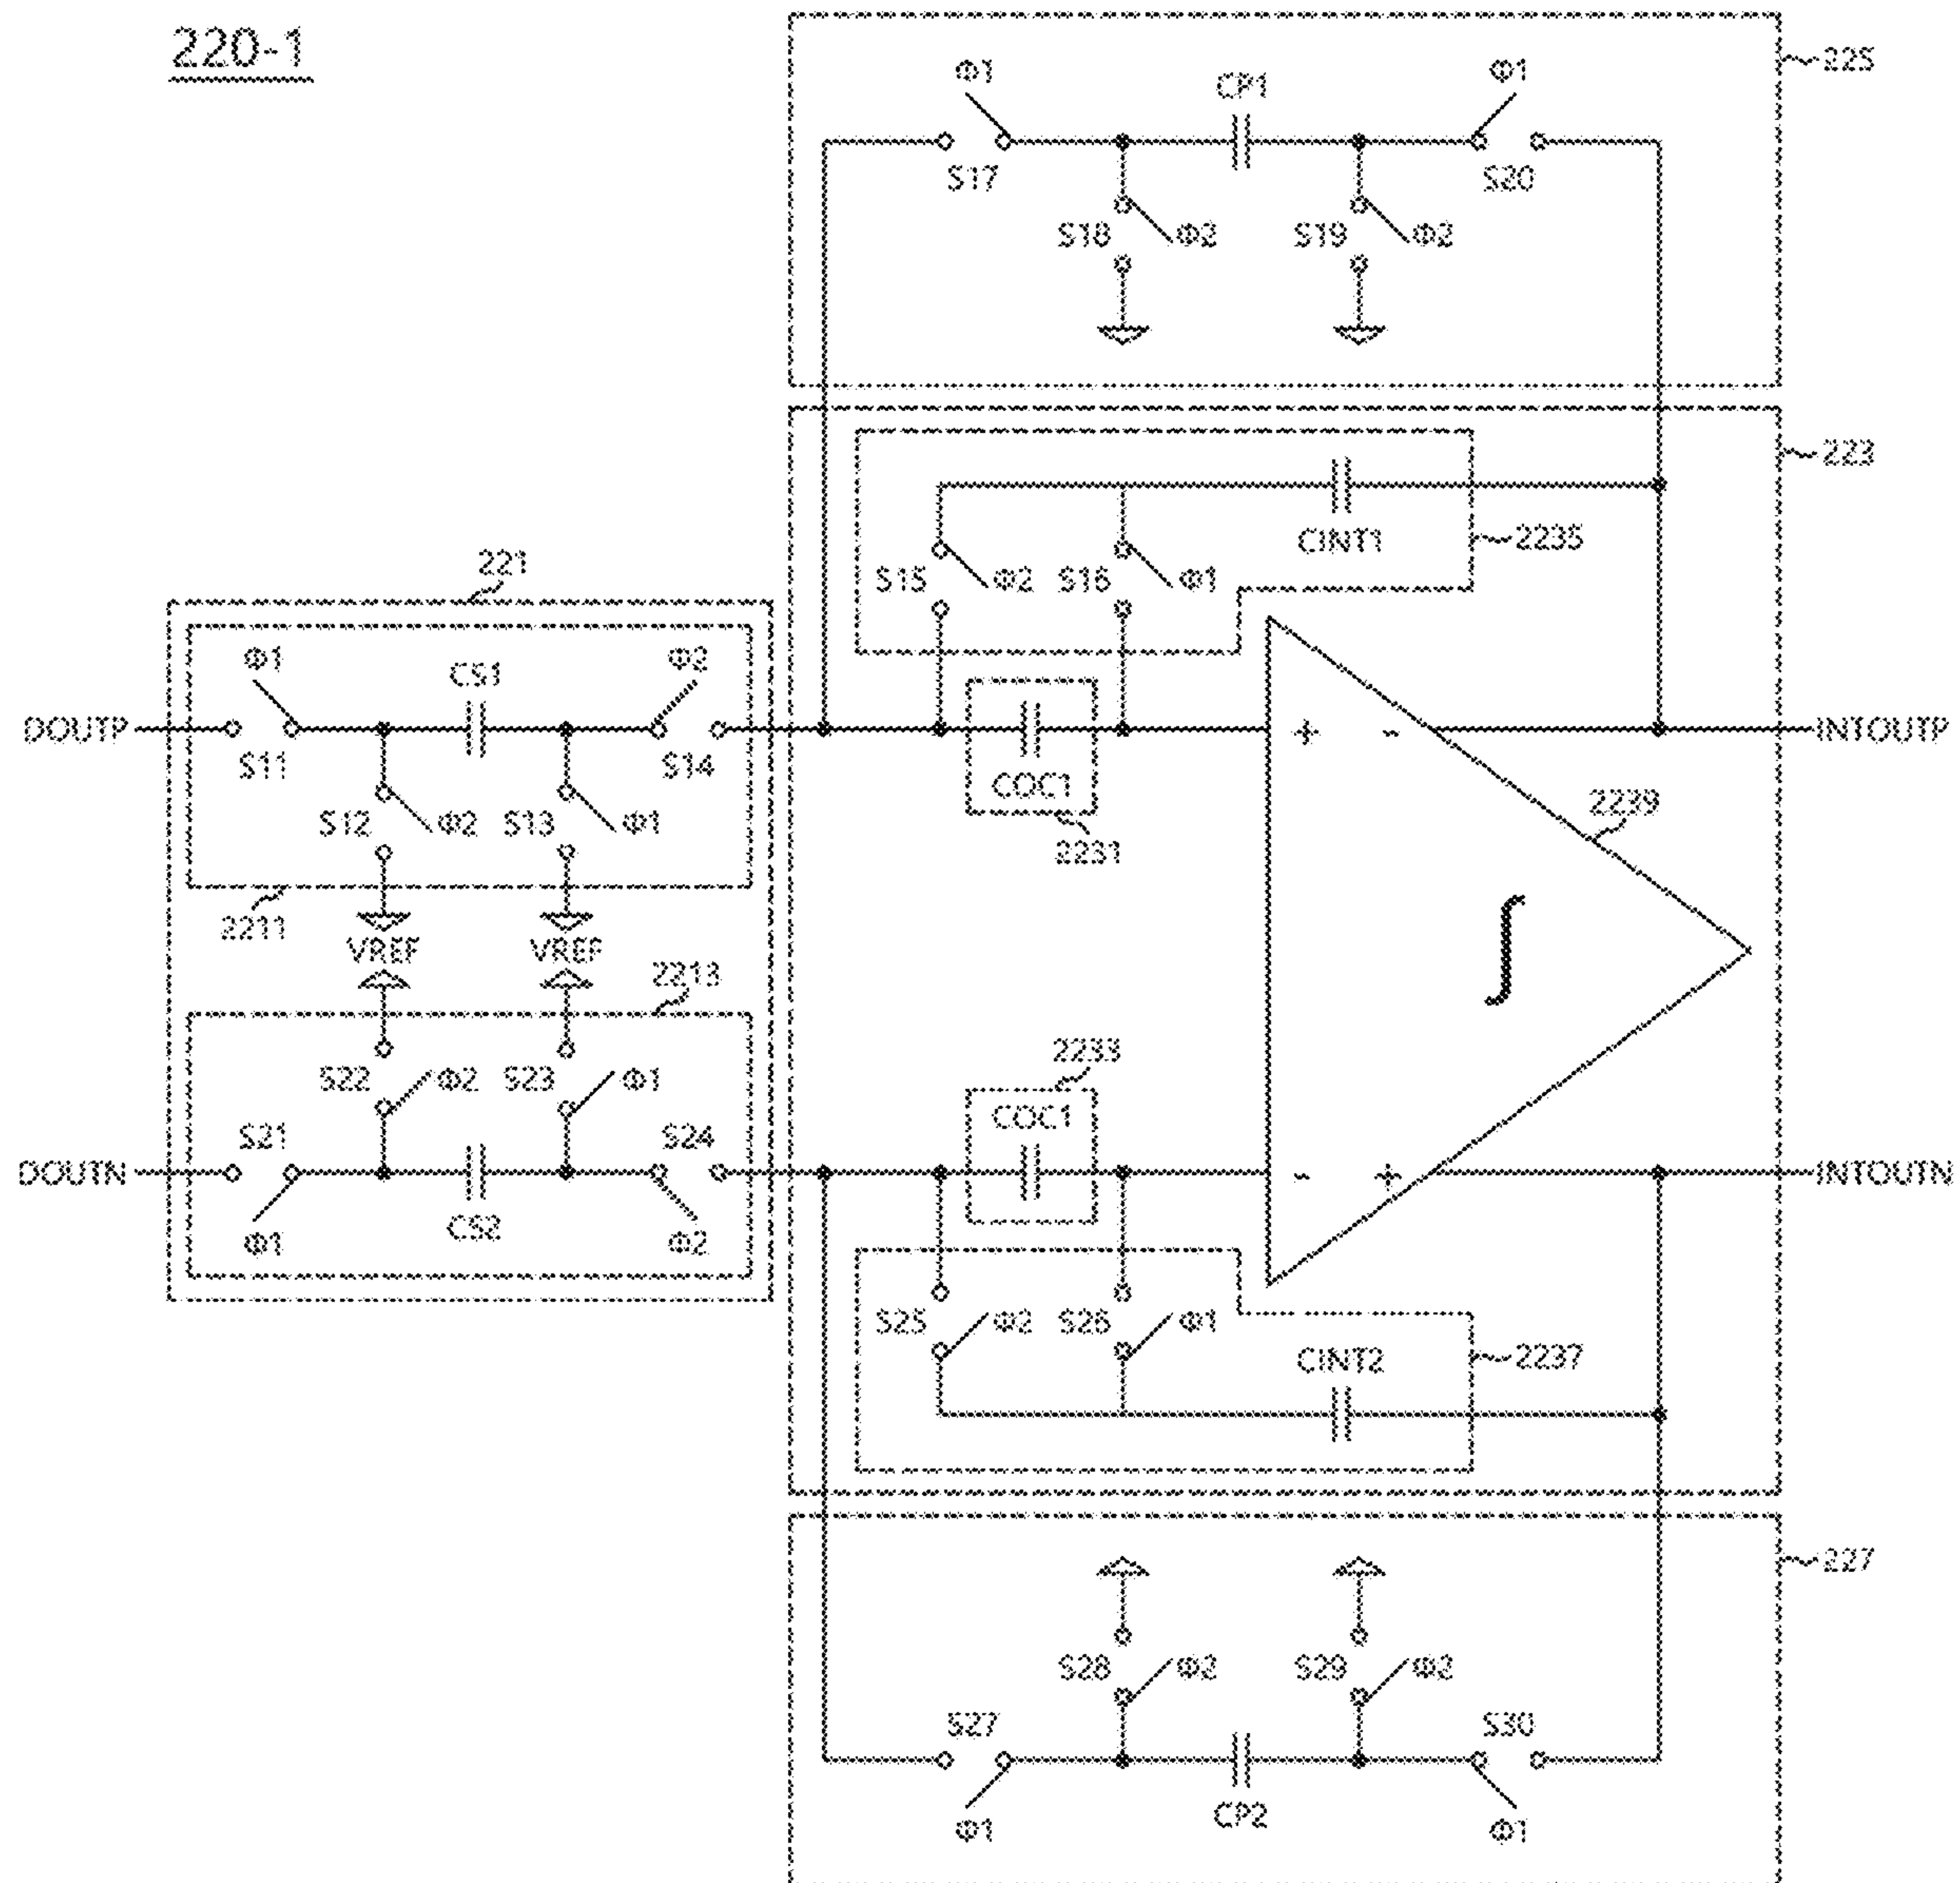 220-1
225
Φ1
CP1
Φ1
S17
S20
S18
Φ2
S19
Φ2
223
CINT1
2235
S15
Φ2
S16
Φ1
221
Φ1
CS1
Φ2
DOUTP
S11
S14
+
-
INTOUTP
S12
Φ2
S13
Φ1
COC1
2239
2231
2211
VREF
VREF
∫
2213
2233
S22
Φ2
S23
Φ1
COC1
S21
S24
DOUTN
-
+
INTOUTN
Φ1
CS2
Φ2
S25
Φ2
S26
Φ1
CINT2
2237
227
S28
Φ2
S29
Φ2
S27
S30
CP2
Φ1
Φ1